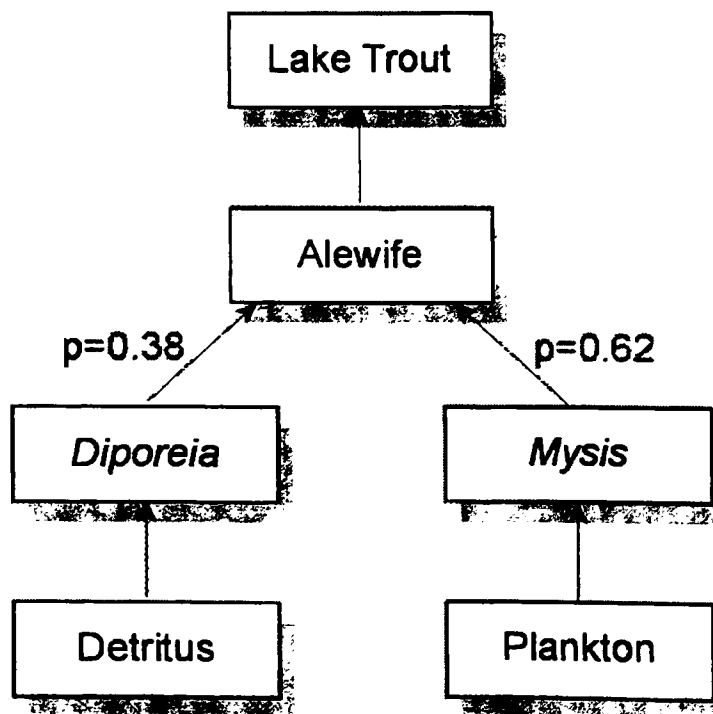 Lake Trout
Alewife
p=0.38
p=0.62
Diporeia
Mysis
Detritus
Plankton